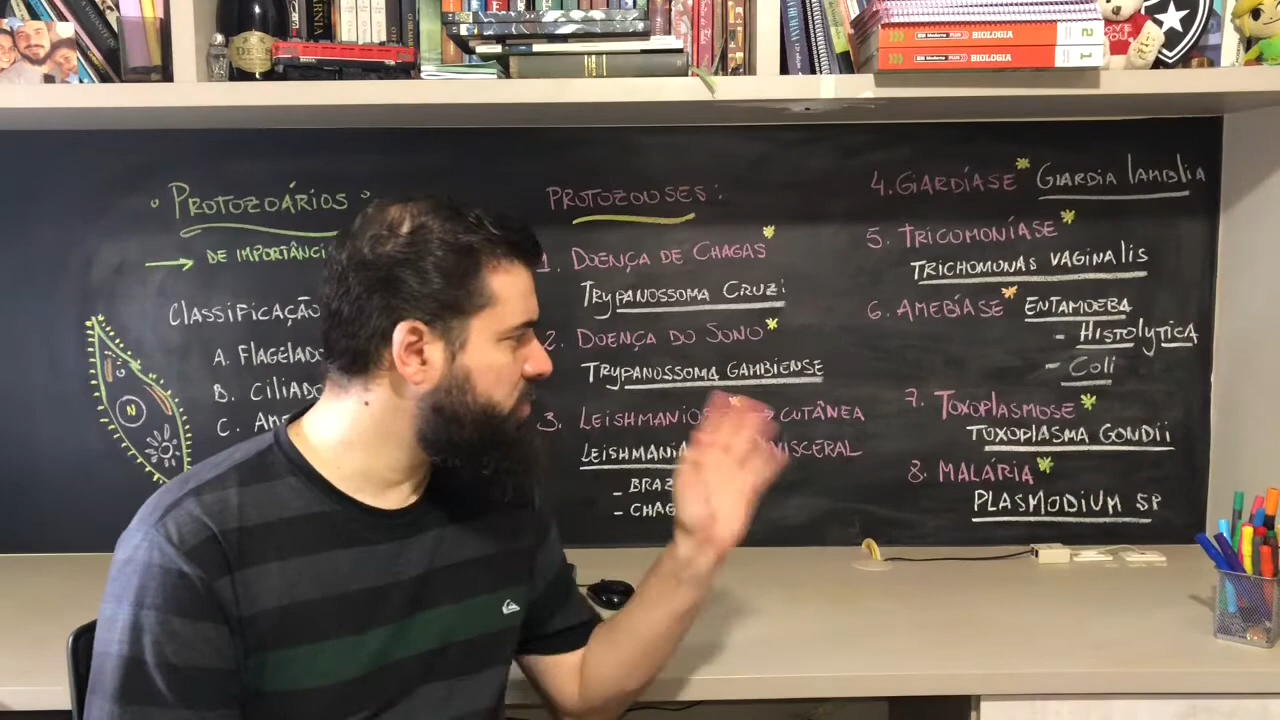 DEUS
BIOLOGIA 2
BIOLOGIA 1
PROTOZOÁRIOS
→ DE IMPORTÂNCI
CLASSIFICAÇÃO
A. FLAGELADO
B. CILIADO
C. AM
N
PROTOZOOSES:
1. DOENÇA DE CHAGAS*
TRYPANOSSOMA CRUZI
2. DOENÇA DO SONO*
TRYPANOSSOMA GAMBIENSE
3. LEISHMANIOS → CUTÂNEA
VISCERAL
LEISHMANIA
- BRAZ
- CHAG
4. GIARDÍASE* GIARDIA LAMBLIA
5. TRICOMONÍASE*
TRICHOMONAS VAGINALIS
6. AMEBÍASE* ENTAMOEBA
- HISTOLYTICA
- COLI
7. TOXOPLASMOSE*
TOXOPLASMA GONDII
8. MALÁRIA*
PLASMODIUM SP